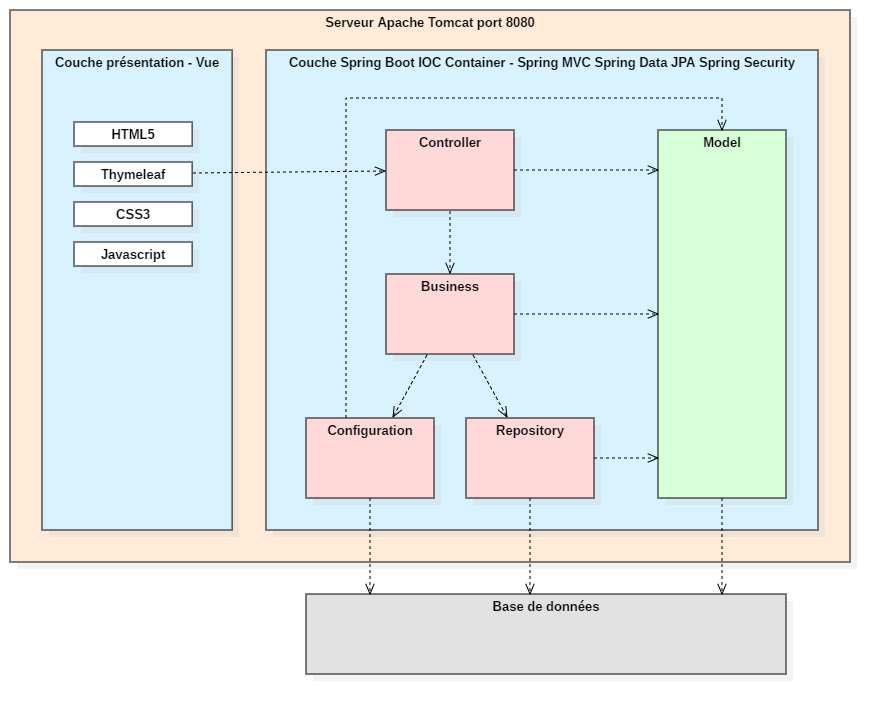 Serveur Apache Tomcat port 8080
Couche présentation - Vue
Couche Spring Boot IOC Container - Spring MVC Spring Data JPA Spring Security
HTML5
Thymeleaf
CSS3
Javascript
Controller
Model
Business
Configuration
Repository
Base de données